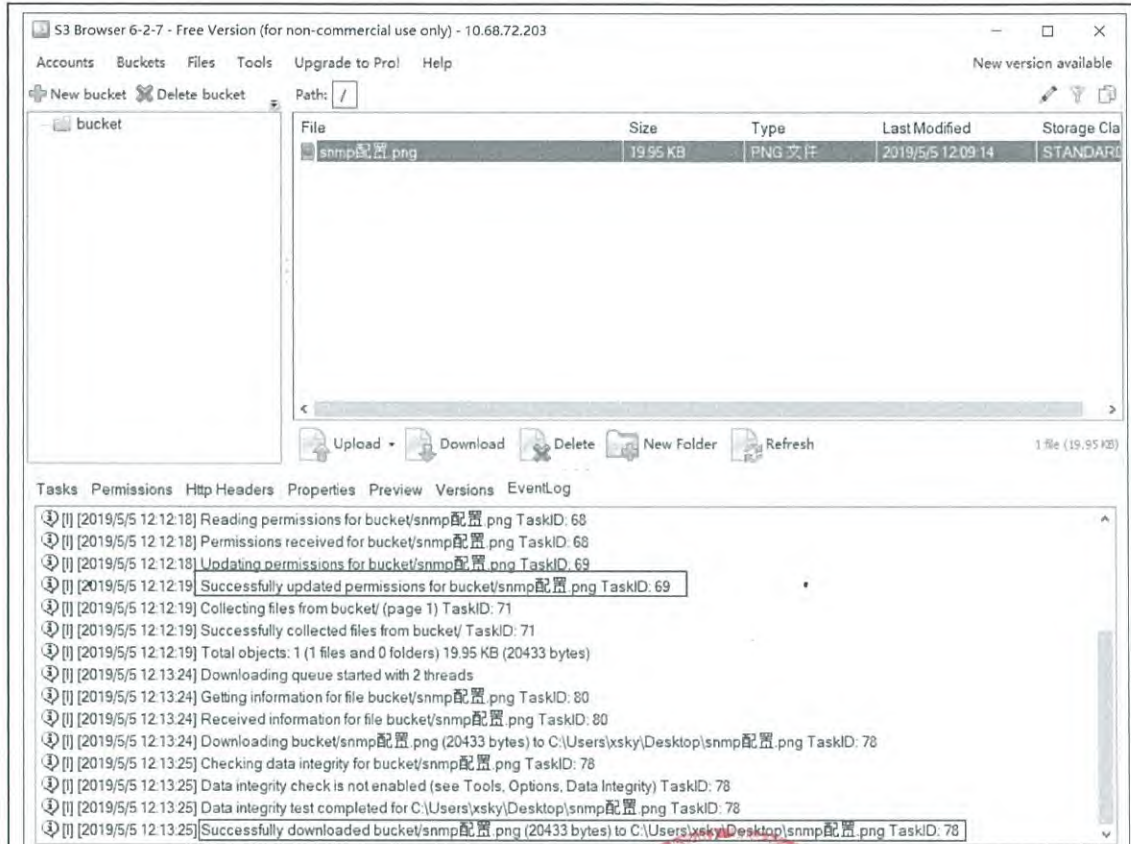 S3 Browser 6-2-7 - Free Version (for non-commercial use only) - 10.68.72.203
Accounts Buckets Files Tools Upgrade to Pro! Help New version available
New bucket Delete bucket Path: /
bucket
File Size Type Last Modified Storage Cla
snmp配置.png 19.95 KB PNG 文件 2019/5/5 12:09:14 STANDARD
Upload Download Delete New Folder Refresh 1 file (19.95 KB)
Tasks Permissions Http Headers Properties Preview Versions EventLog
[I] [2019/5/5 12:12:18] Reading permissions for bucket/snmp配置.png TaskID: 68
[I] [2019/5/5 12:12:18] Permissions received for bucket/snmp配置.png TaskID: 68
[I] [2019/5/5 12:12:18] Updating permissions for bucket/snmp配置.png TaskID: 69
[I] [2019/5/5 12:12:19] Successfully updated permissions for bucket/snmp配置.png TaskID: 69
[I] [2019/5/5 12:12:19] Collecting files from bucket/ (page 1) TaskID: 71
[I] [2019/5/5 12:12:19] Successfully collected files from bucket/ TaskID: 71
[I] [2019/5/5 12:12:19] Total objects: 1 (1 files and 0 folders) 19.95 KB (20433 bytes)
[I] [2019/5/5 12:13:24] Downloading queue started with 2 threads
[I] [2019/5/5 12:13:24] Getting information for file bucket/snmp配置.png TaskID: 80
[I] [2019/5/5 12:13:24] Received information for file bucket/snmp配置.png TaskID: 80
[I] [2019/5/5 12:13:24] Downloading bucket/snmp配置.png (20433 bytes) to C:\Users\xsky\Desktop\snmp配置.png TaskID: 78
[I] [2019/5/5 12:13:25] Checking data integrity for bucket/snmp配置.png TaskID: 78
[I] [2019/5/5 12:13:25] Data integrity check is not enabled (see Tools, Options, Data Integrity) TaskID: 78
[I] [2019/5/5 12:13:25] Data integrity test completed for C:\Users\xsky\Desktop\snmp配置.png TaskID: 78
[I] [2019/5/5 12:13:25] Successfully downloaded bucket/snmp配置.png (20433 bytes) to C:\Users\xsky\Desktop\snmp配置.png TaskID: 78